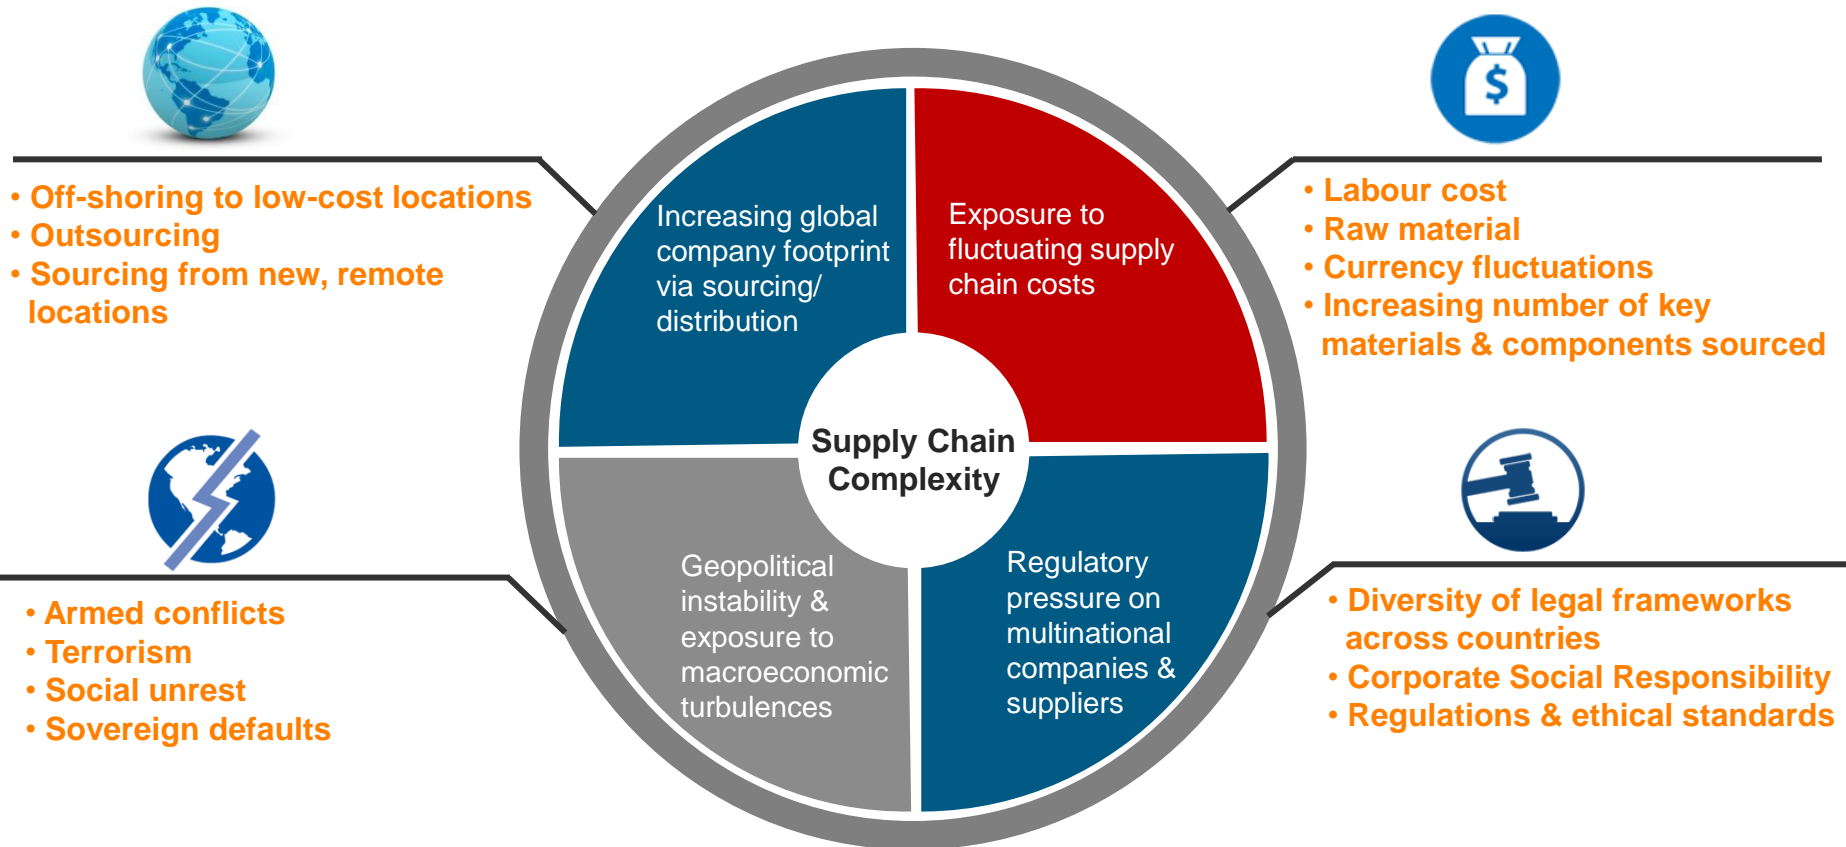 • Off-shoring to low-cost locations
• Outsourcing
• Sourcing from new, remote
locations
Increasing global
company footprint
via sourcing/
distribution
Exposure to
fluctuating supply
chain costs
$
• Labour cost
• Raw material
• Currency fluctuations
• Increasing number of key
materials & components sourced
Supply Chain
Complexity
• Armed conflicts
• Terrorism
• Social unrest
• Sovereign defaults
Geopolitical
instability &
exposure to
macroeconomic
turbulences
Regulatory
pressure on
multinational
companies &
suppliers
• Diversity of legal frameworks
across countries
• Corporate Social Responsibility
• Regulations & ethical standards